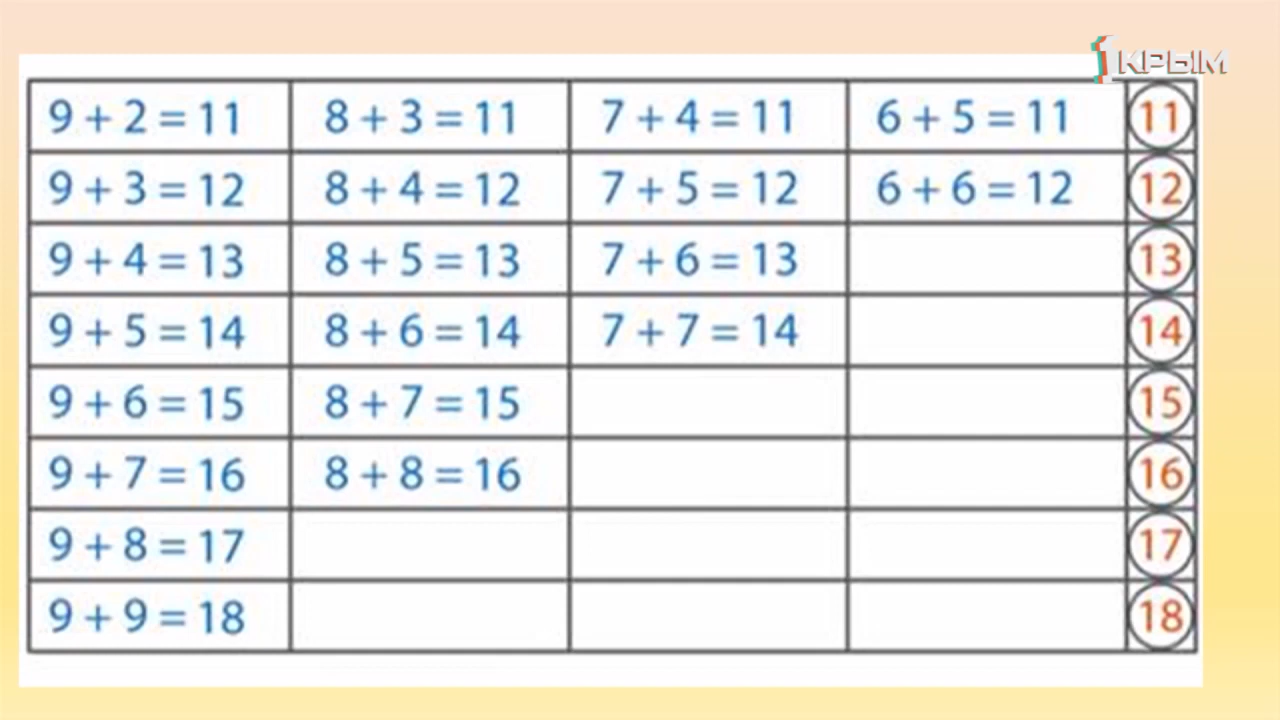 1 КРЫМ
9 + 2 = 11 8 + 3 = 11 7 + 4 = 11 6 + 5 = 11 11
9 + 3 = 12 8 + 4 = 12 7 + 5 = 12 6 + 6 = 12 12
9 + 4 = 13 8 + 5 = 13 7 + 6 = 13 13
9 + 5 = 14 8 + 6 = 14 7 + 7 = 14 14
9 + 6 = 15 8 + 7 = 15 15
9 + 7 = 16 8 + 8 = 16 16
9 + 8 = 17 17
9 + 9 = 18 18